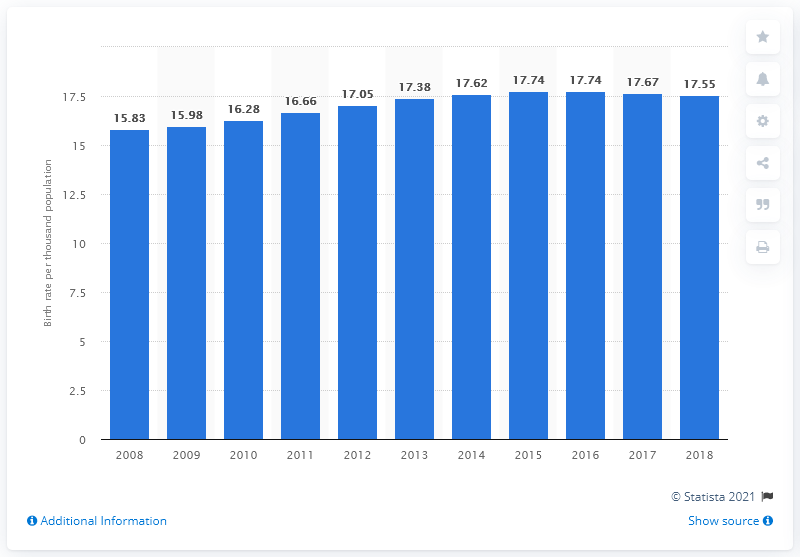 Birth rate per thousand population
17.5
15
12.5
10
7.5
5
2.5
0
15.83 15.98 16.28 16.66 17.05 17.38 17.62 17.74 17.74 17.67 17.55
2008 2009 2010 2011 2012 2013 2014 2015 2016 2017 2018
© Statista 2021
Additional Information
Show source